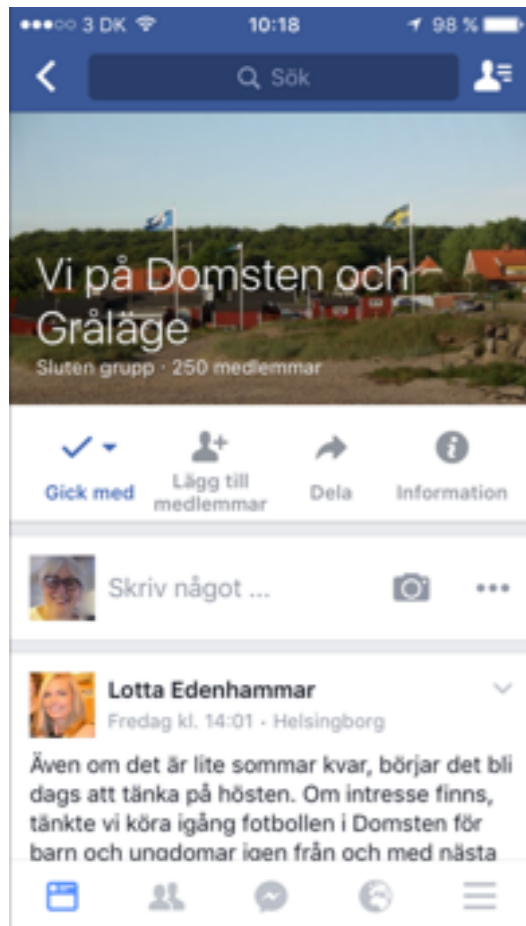 3 DK 10:18 98 %
Sök
Vi på Domsten och
Gråläge
Sluten grupp · 250 medlemmar
Gick med
Lägg till
medlemmar
Dela
Information
Skriv något ...
Lotta Edenhammar
Fredag kl. 14:01 · Helsingborg
Även om det är lite sommar kvar, börjar det bli
dags att tänka på hösten. Om intresse finns,
tänkte vi köra igång fotbollen i Domsten för
barn och ungdomar igen från och med nästa